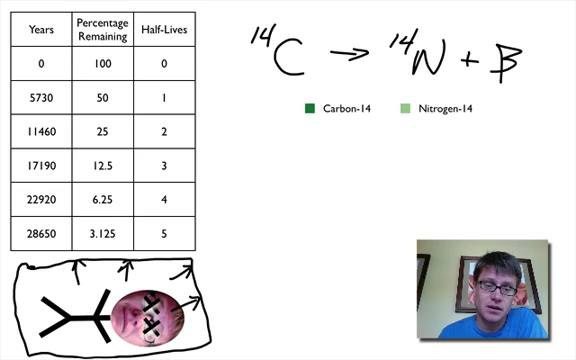 Years Percentage Remaining Half-Lives
0 100 0
5730 50 1
11460 25 2
17190 12.5 3
22920 6.25 4
28650 3.125 5
14C → 14N + B
Carbon-14 Nitrogen-14